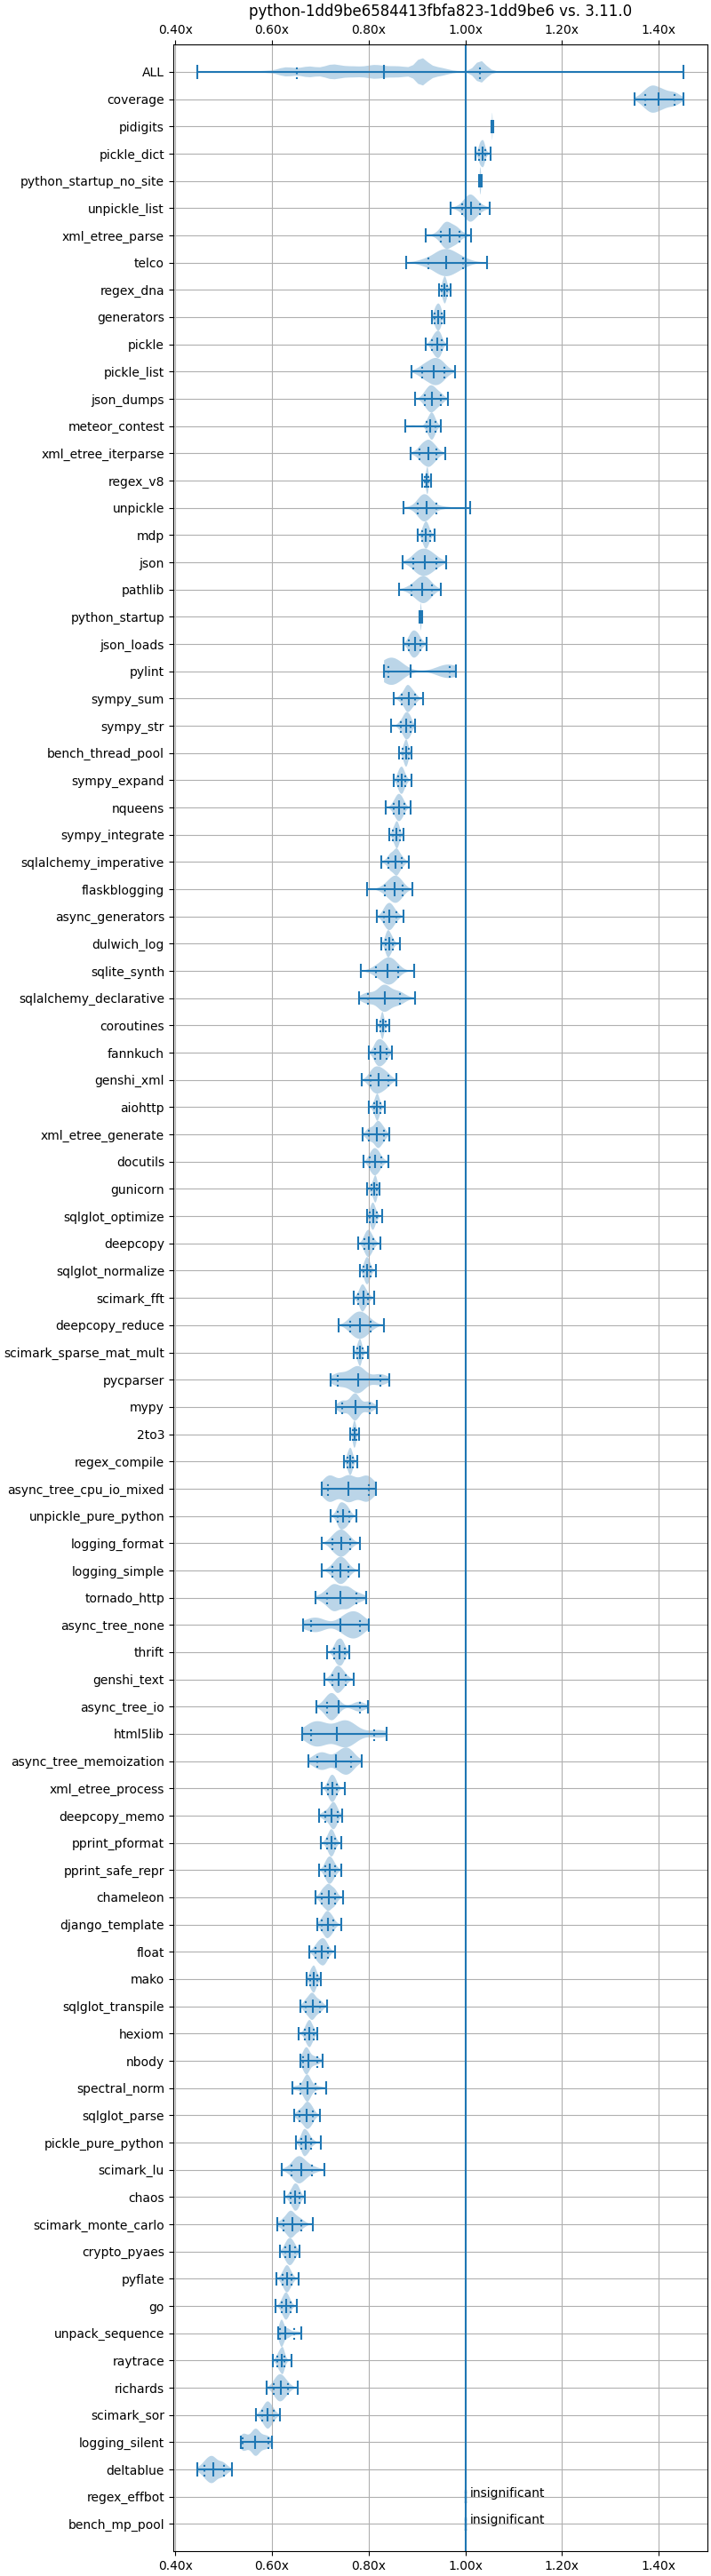 python-1dd9be6584413fbfa823-1dd9be6 vs. 3.11.0
0.40x 0.60x 0.80x 1.00x 1.20x 1.40x
ALL
coverage
pidigits
pickle_dict
python_startup_no_site
unpickle_list
xml_etree_parse
telco
regex_dna
generators
pickle
pickle_list
json_dumps
meteor_contest
xml_etree_iterparse
regex_v8
unpickle
mdp
json
pathlib
python_startup
json_loads
pylint
sympy_sum
sympy_str
bench_thread_pool
sympy_expand
nqueens
sympy_integrate
sqlalchemy_imperative
flaskblogging
async_generators
dulwich_log
sqlite_synth
sqlalchemy_declarative
coroutines
fannkuch
genshi_xml
aiohttp
xml_etree_generate
docutils
gunicorn
sqlglot_optimize
deepcopy
sqlglot_normalize
scimark_fft
deepcopy_reduce
scimark_sparse_mat_mult
pycparser
mypy
2to3
regex_compile
async_tree_cpu_io_mixed
unpickle_pure_python
logging_format
logging_simple
tornado_http
async_tree_none
thrift
genshi_text
async_tree_io
html5lib
async_tree_memoization
xml_etree_process
deepcopy_memo
pprint_pformat
pprint_safe_repr
chameleon
django_template
float
mako
sqlglot_transpile
hexiom
nbody
spectral_norm
sqlglot_parse
pickle_pure_python
scimark_lu
chaos
scimark_monte_carlo
crypto_pyaes
pyflate
go
unpack_sequence
raytrace
richards
scimark_sor
logging_silent
deltablue
regex_effbot insignificant
bench_mp_pool insignificant
0.40x 0.60x 0.80x 1.00x 1.20x 1.40x